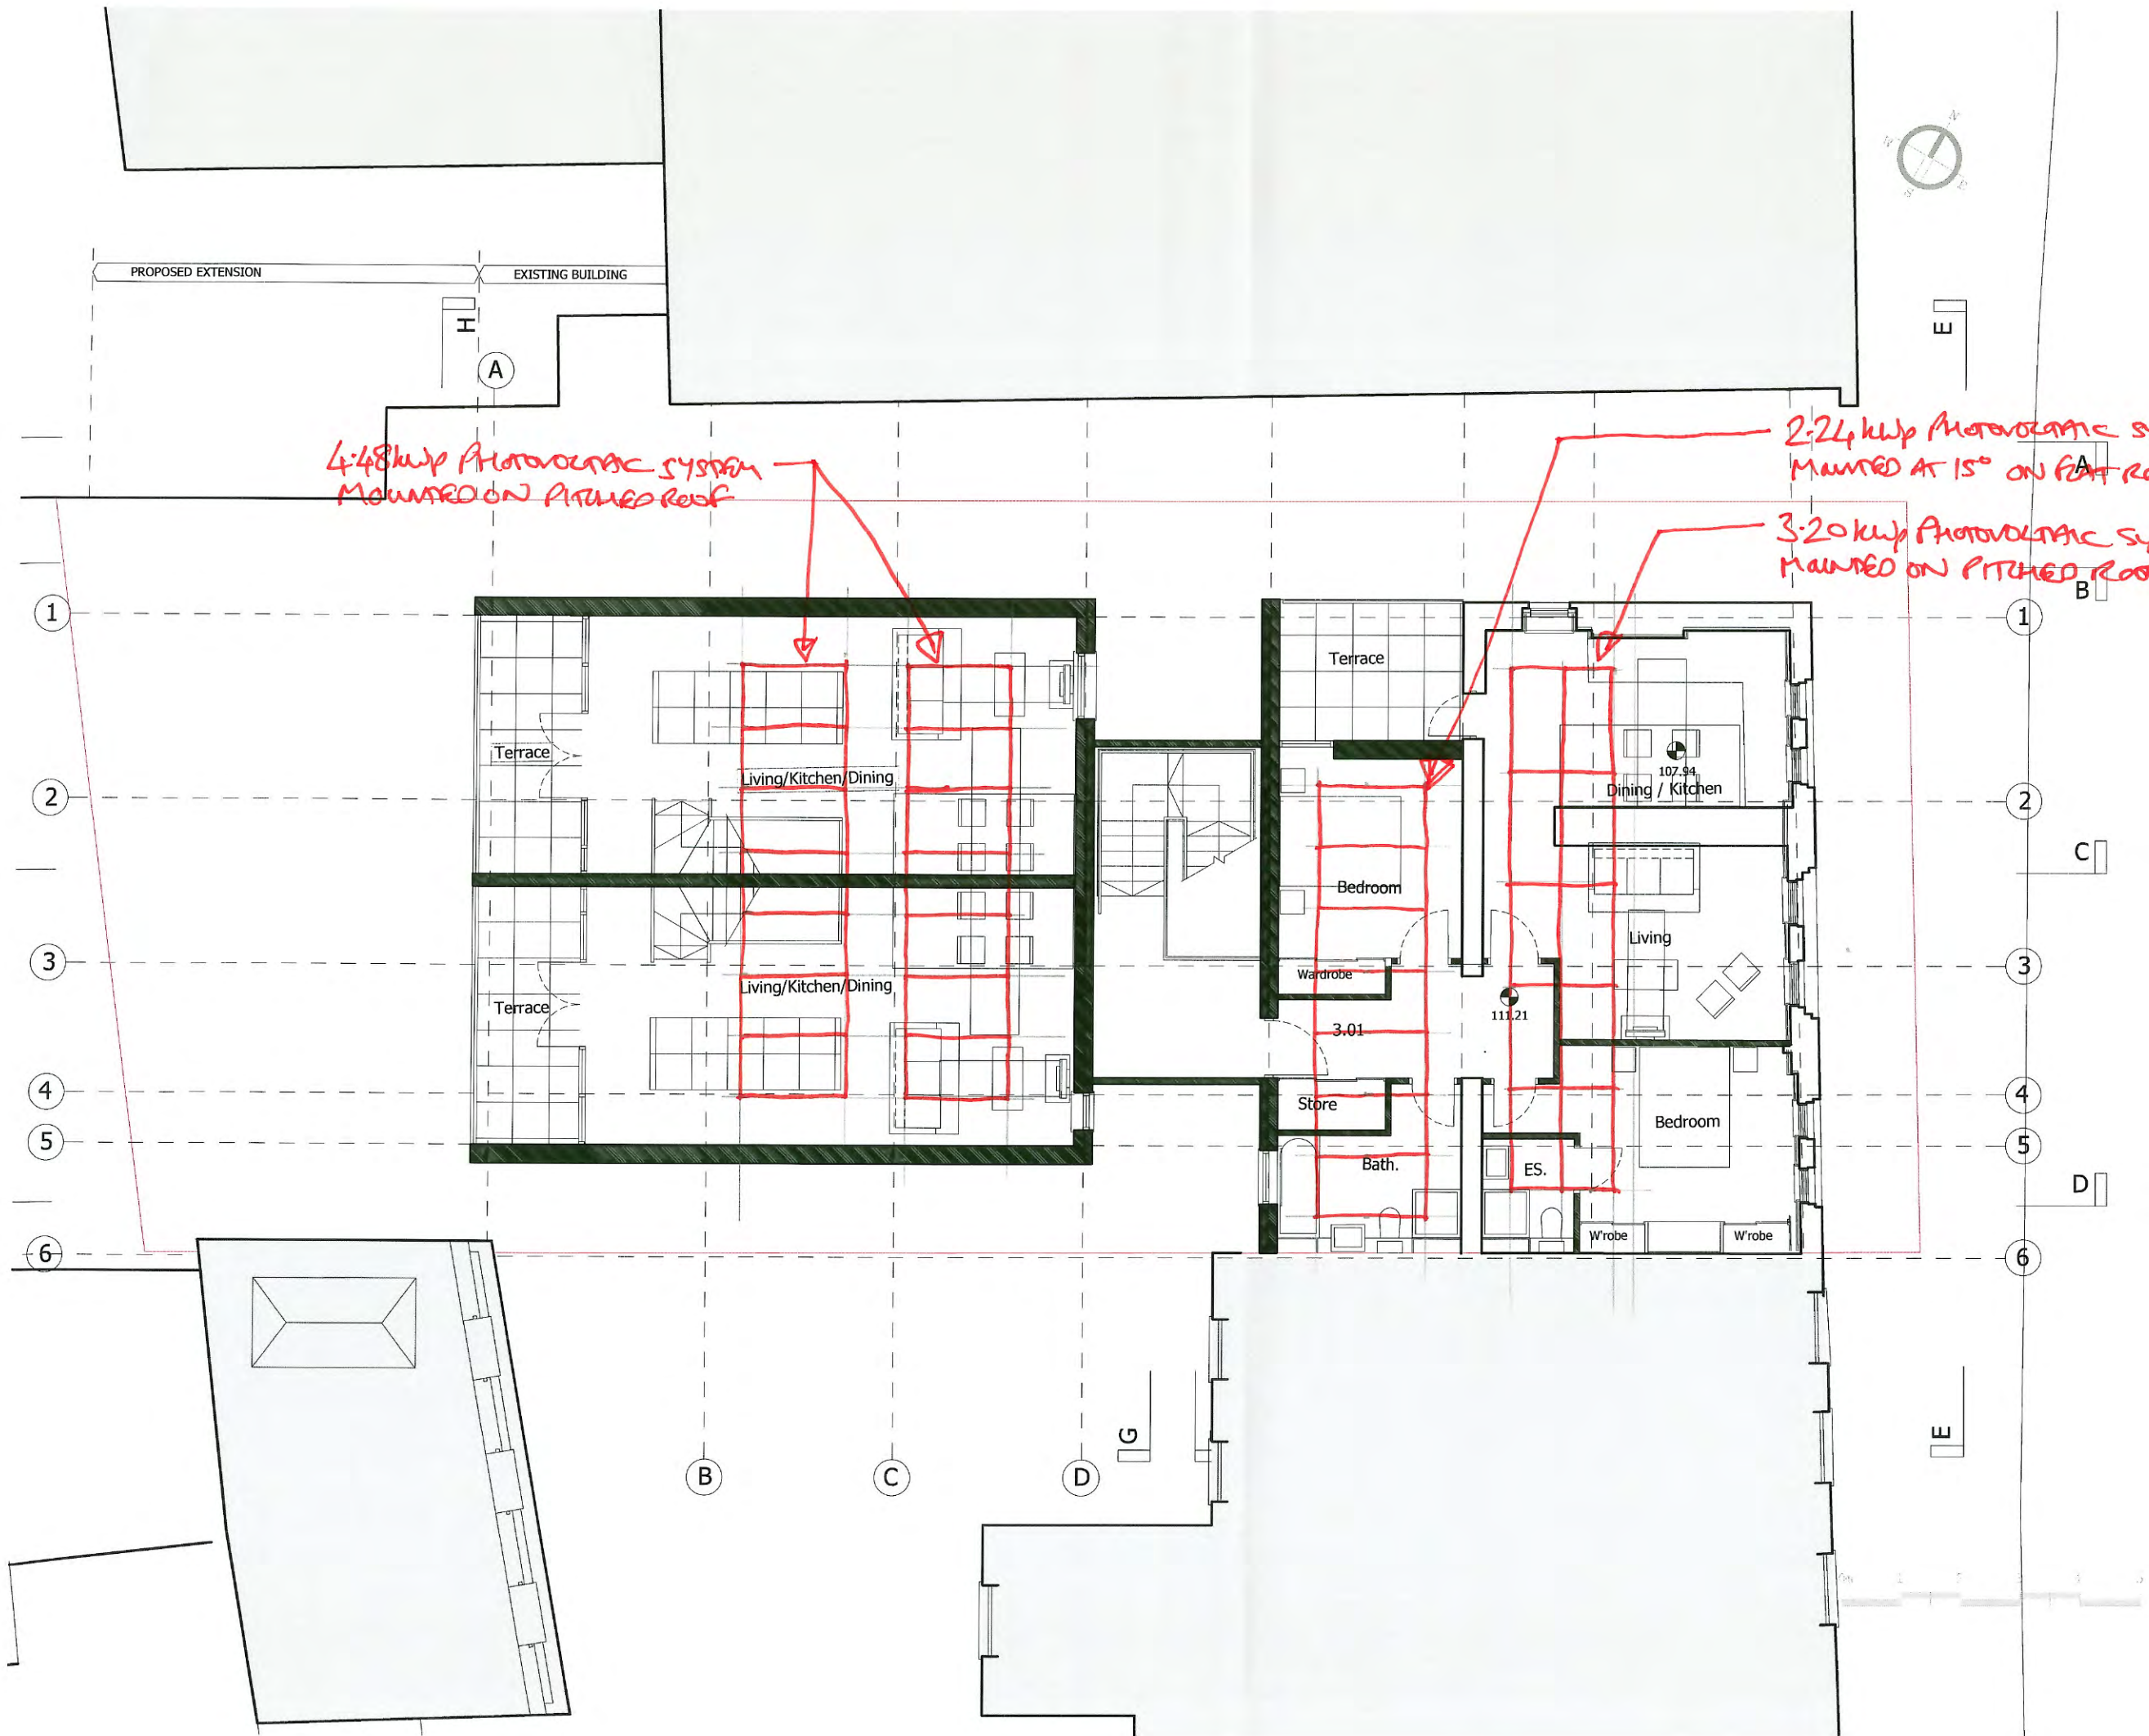 PROPOSED EXTENSION
EXISTING BUILDING
H
E
A
4.48kWp PHOTOVOLTAIC SYSTEM
MOUNTED ON PITCHED ROOF
2.24kWp PHOTOVOLTAIC S
MOUNTED AT 15° ON FLAT RO
A
3.20kWp PHOTOVOLTAIC SY
MOUNTED ON PITCHED ROO
B
1
1
Terrace
Terrace
Living/Kitchen/Dining
107.94
Dining / Kitchen
2
2
C
Bedroom
Living
3
3
Wardrobe
Living/Kitchen/Dining
Terrace
3.01
111.21
4
4
Store
Bedroom
5
5
Bath.
ES.
D
W'robe
W'robe
6
6
G
E
B
C
D